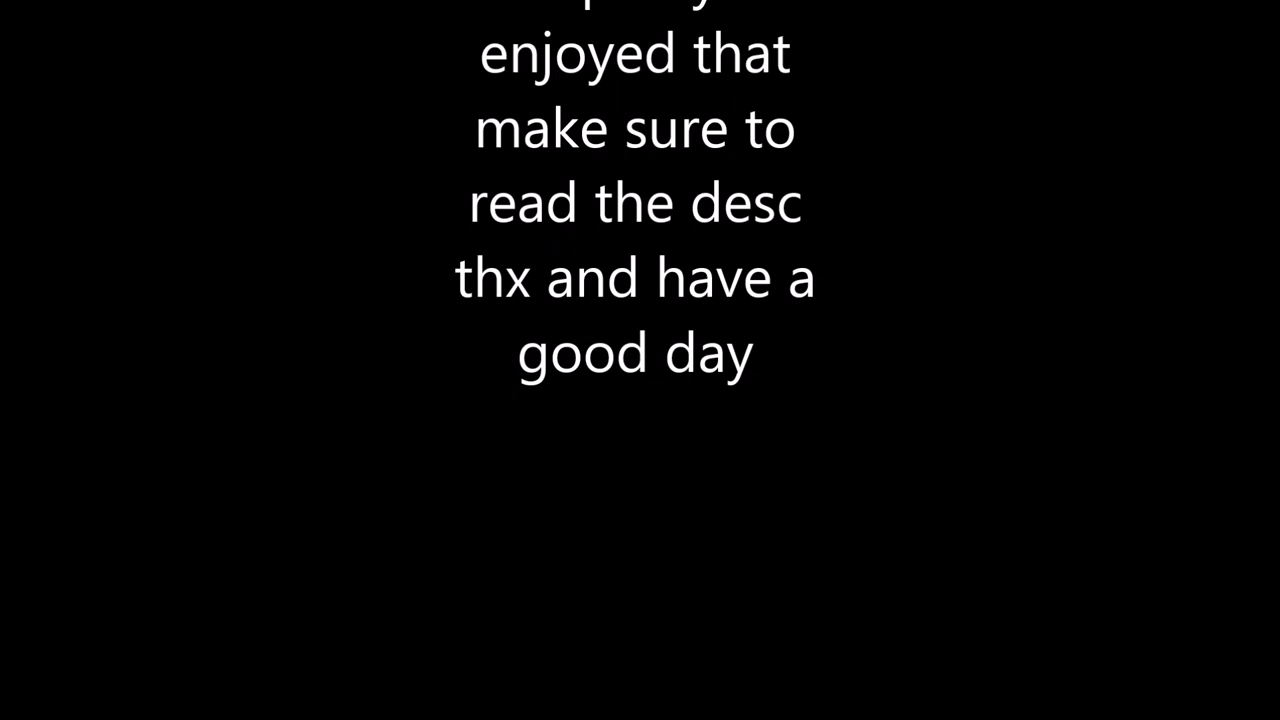 enjoyed that
make sure to
read the desc
thx and have a
good day